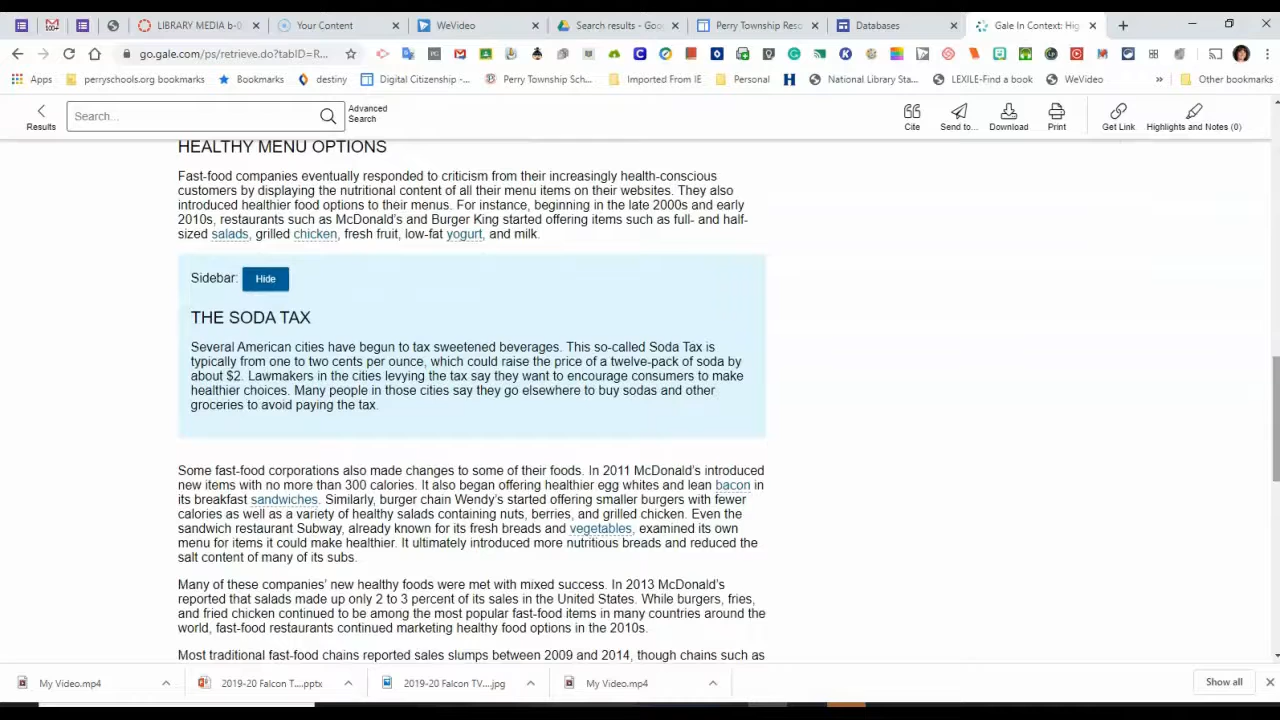 LIBRARY MEDIA b-0
Your Content
WeVideo
Search results - Goo
Perry Township Reso
Databases
Gale In Context: Hig
go.gale.com/ps/retrieve.do?tabID=R...
Apps
perryschools.org bookmarks
Bookmarks
destiny
Digital Citizenship -...
Perry Township Sch...
Imported From IE
Personal
National Library Sta...
LEXILE-Find a book
WeVideo
Other bookmarks
Results
Search...
Advanced
Search
Cite
Send to...
Download
Print
Get Link
Highlights and Notes (0)
HEALTHY MENU OPTIONS
Fast-food companies eventually responded to criticism from their increasingly health-conscious
customers by displaying the nutritional content of all their menu items on their websites. They also
introduced healthier food options to their menus. For instance, beginning in the late 2000s and early
2010s, restaurants such as McDonald's and Burger King started offering items such as full- and half-
sized salads, grilled chicken, fresh fruit, low-fat yogurt, and milk.
Sidebar: Hide
THE SODA TAX
Several American cities have begun to tax sweetened beverages. This so-called Soda Tax is
typically from one to two cents per ounce, which could raise the price of a twelve-pack of soda by
about $2. Lawmakers in the cities levying the tax say they want to encourage consumers to make
healthier choices. Many people in those cities say they go elsewhere to buy sodas and other
groceries to avoid paying the tax.
Some fast-food corporations also made changes to some of their foods. In 2011 McDonald's introduced
new items with no more than 300 calories. It also began offering healthier egg whites and lean bacon in
its breakfast sandwiches. Similarly, burger chain Wendy's started offering smaller burgers with fewer
calories as well as a variety of healthy salads containing nuts, berries, and grilled chicken. Even the
sandwich restaurant Subway, already known for its fresh breads and vegetables, examined its own
menu for items it could make healthier. It ultimately introduced more nutritious breads and reduced the
salt content of many of its subs.
Many of these companies' new healthy foods were met with mixed success. In 2013 McDonald's
reported that salads made up only 2 to 3 percent of its sales in the United States. While burgers, fries,
and fried chicken continued to be among the most popular fast-food items in many countries around the
world, fast-food restaurants continued marketing healthy food options in the 2010s.
Most traditional fast-food chains reported sales slumps between 2009 and 2014, though chains such as
My Video.mp4
2019-20 Falcon T....pptx
2019-20 Falcon TV....jpg
My Video.mp4
Show all